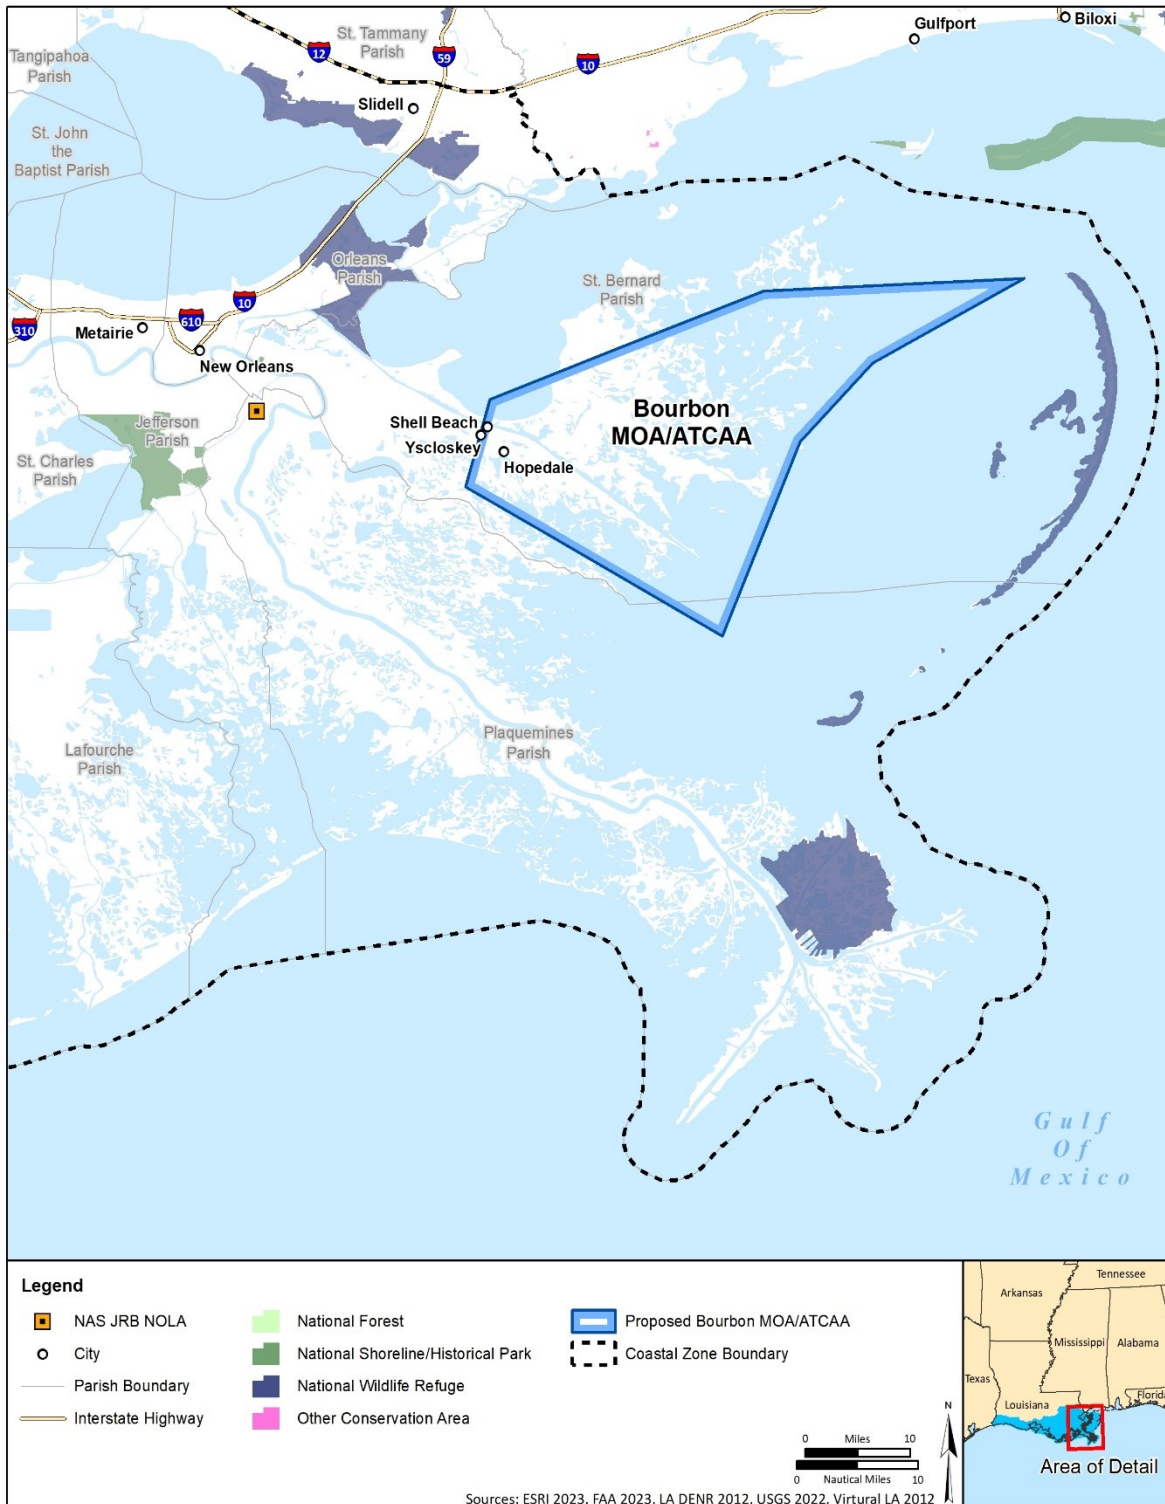 Gulfport
Biloxi
St. Tammany
Parish
12
59
10
Tangipahoa
Parish
Slidell
St. John
the
Baptist Parish
Orleans
Parish
St. Bernard
Parish
10
310
Metairie
610
New Orleans
Bourbon
MOA/ATCAA
Shell Beach
Yscloskey
Hopedale
Jefferson
Parish
St. Charles
Parish
Plaquemines
Parish
Lafourche
Parish
Gulf
Of
Mexico
Legend
NAS JRB NOLA
City
Parish Boundary
Interstate Highway
National Forest
National Shoreline/Historical Park
National Wildlife Refuge
Other Conservation Area
Proposed Bourbon MOA/ATCAA
Coastal Zone Boundary
0 Miles 10
0 Nautical Miles 10
N
Sources: ESRI 2023, FAA 2023, LA DENR 2012, USGS 2022, Virtural LA 2012
Tennessee
Arkansas
Mississippi
Alabama
Texas
Louisiana
Florida
Area of Detail